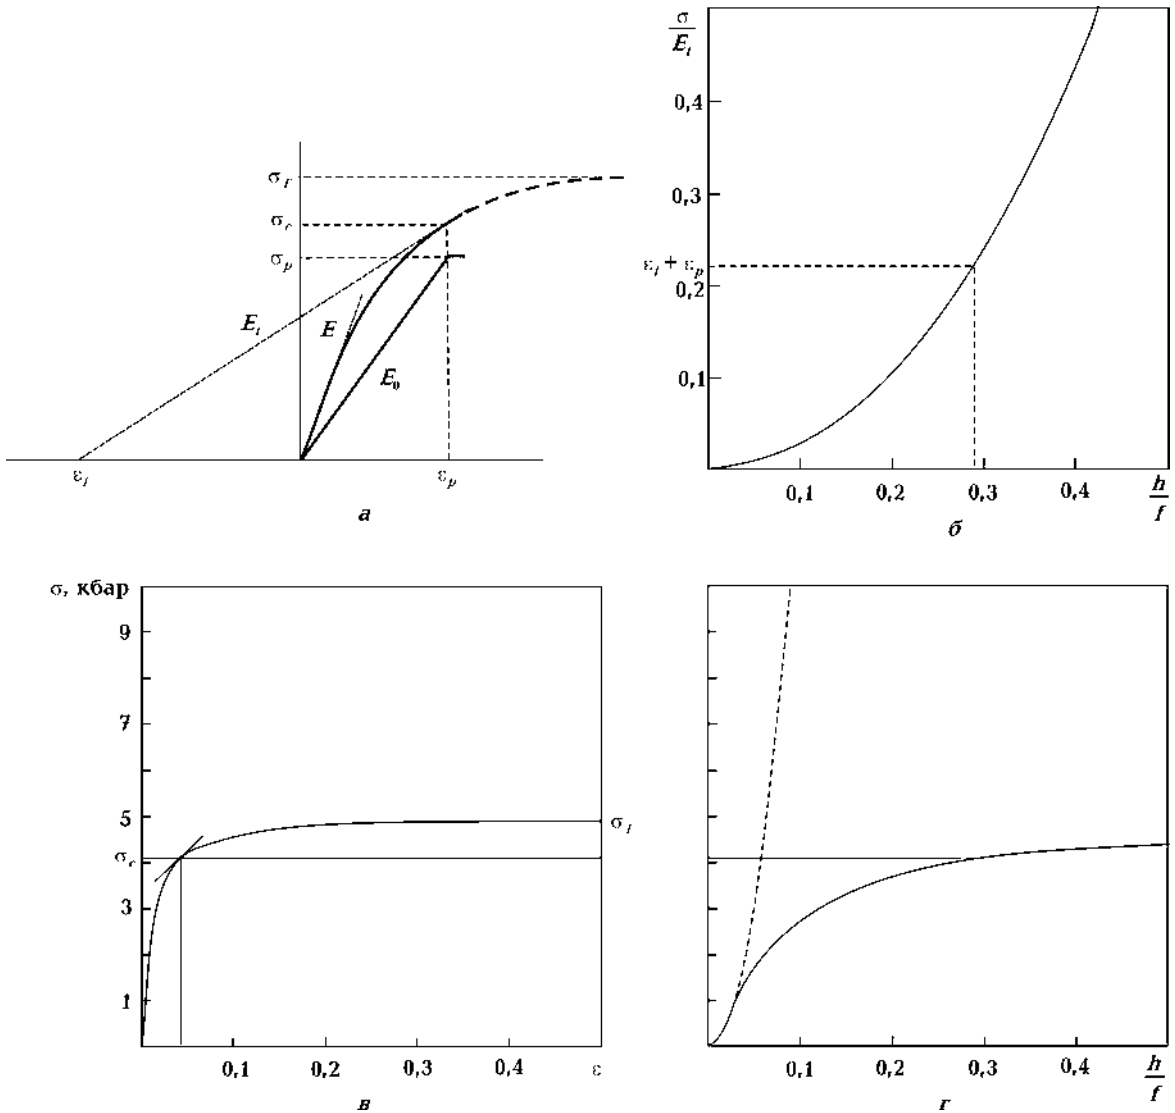 σ_f
σ_c
σ_p
E_t
E
E_0
ε_t
ε_p
а
σ
E_t
0,4
0,3
ε_t + ε_p
0,2
0,1
0,1 0,2 0,3 0,4 h
f
б
σ, кбар
9
7
5
σ_f
σ_c
3
1
0,1 0,2 0,3 0,4 ε
в
0,1 0,2 0,3 0,4 h
f
г